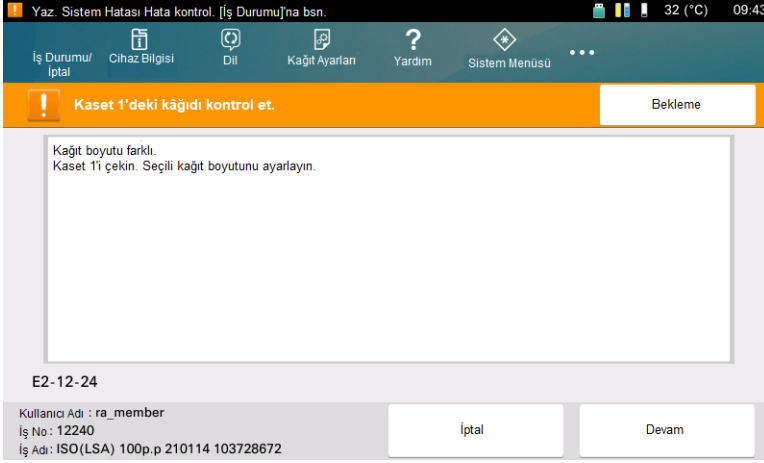 Yaz. Sistem Hatası Hata kontrol. [İş Durumu]'na bsn.
32 (°C)
09:43
İş Durumu/
İptal
Cihaz Bilgisi
Dil
Kağıt Ayarları
Yardım
Sistem Menüsü
Kaset 1'deki kâğıdı kontrol et.
Bekleme
Kağıt boyutu farklı.
Kaset 1'i çekin. Seçili kağıt boyutunu ayarlayın.
E2-12-24
Kullanıcı Adı : ra_member
İş No : 12240
İş Adı : ISO(LSA) 100p.p 210114 103728672
İptal
Devam